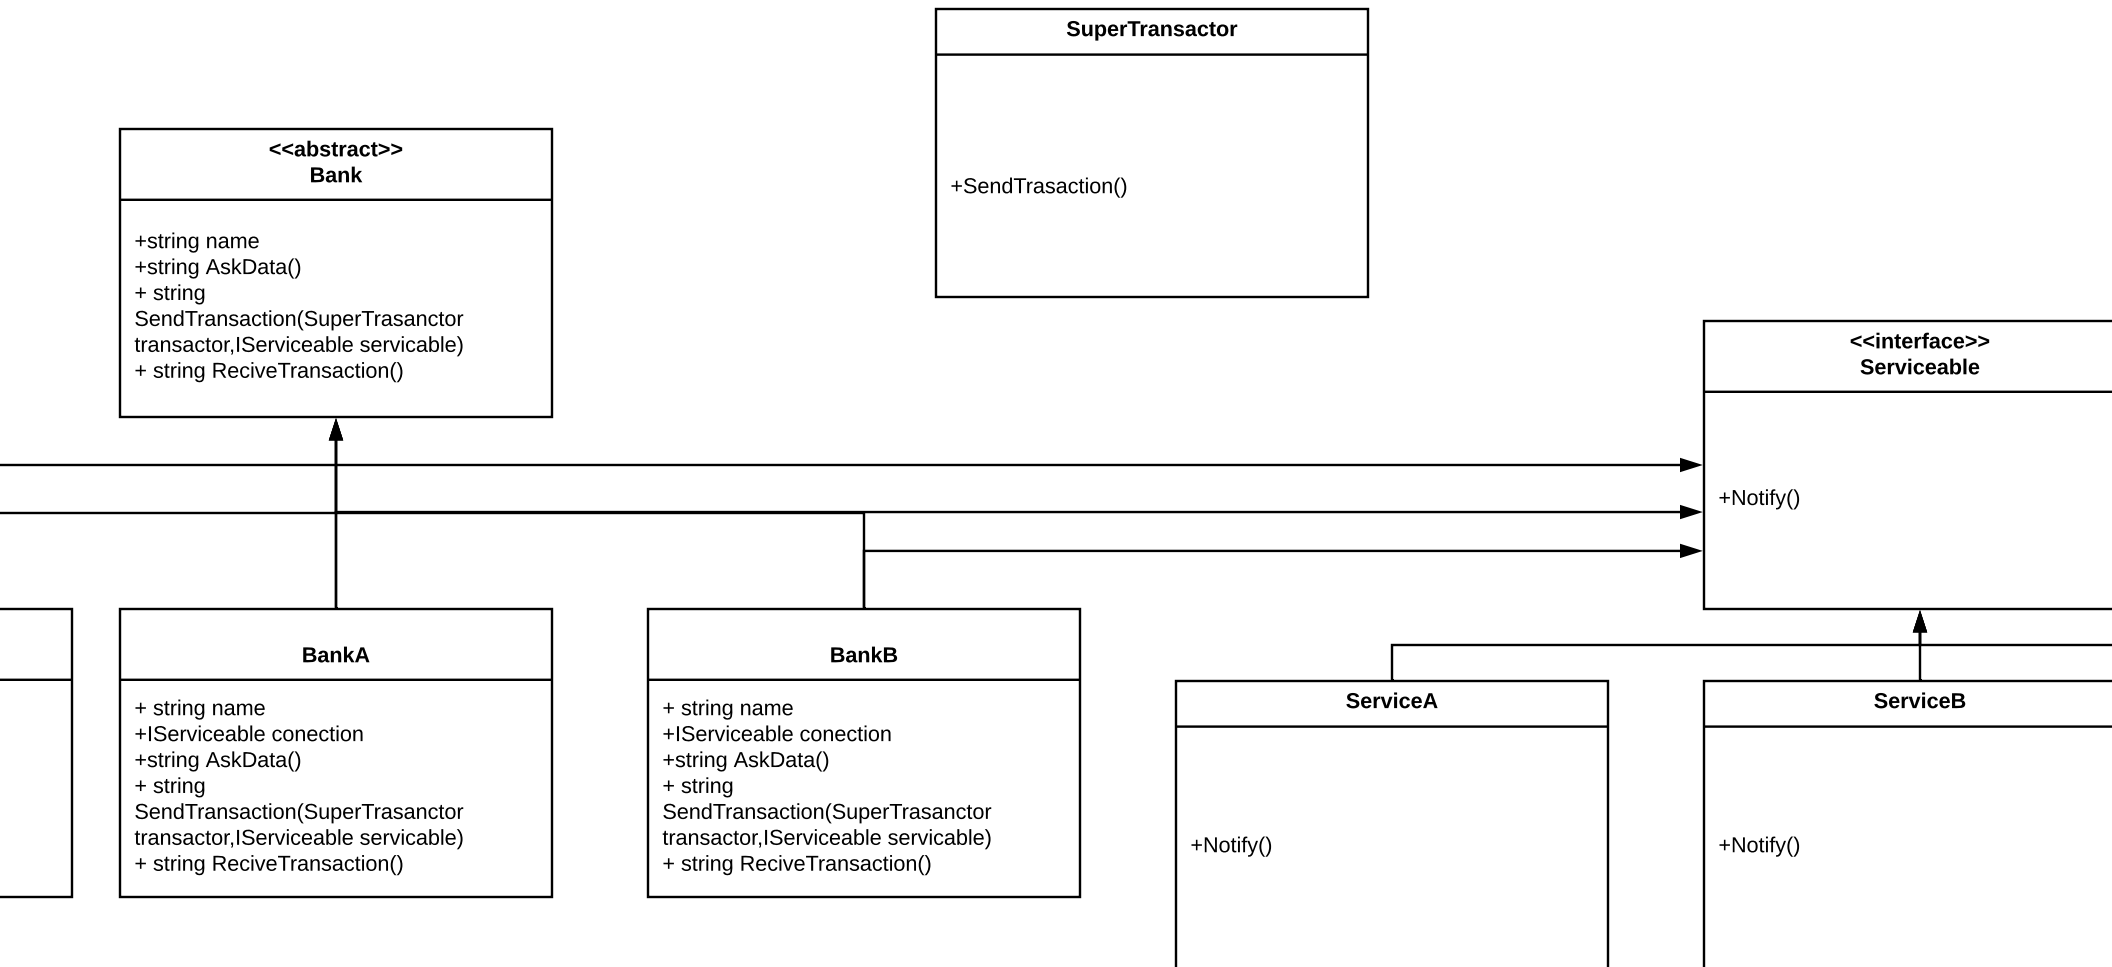 SuperTransactor
+SendTrasaction()
<<abstract>>
Bank
+string name
+string AskData()
+ string
SendTransaction(SuperTrasanctor
transactor,IServiceable servicable)
+ string ReciveTransaction()
<<interface>>
Serviceable
+Notify()
BankA
+ string name
+IServiceable conection
+string AskData()
+ string
SendTransaction(SuperTrasanctor
transactor,IServiceable servicable)
+ string ReciveTransaction()
BankB
+ string name
+IServiceable conection
+string AskData()
+ string
SendTransaction(SuperTrasanctor
transactor,IServiceable servicable)
+ string ReciveTransaction()
ServiceA
+Notify()
ServiceB
+Notify()